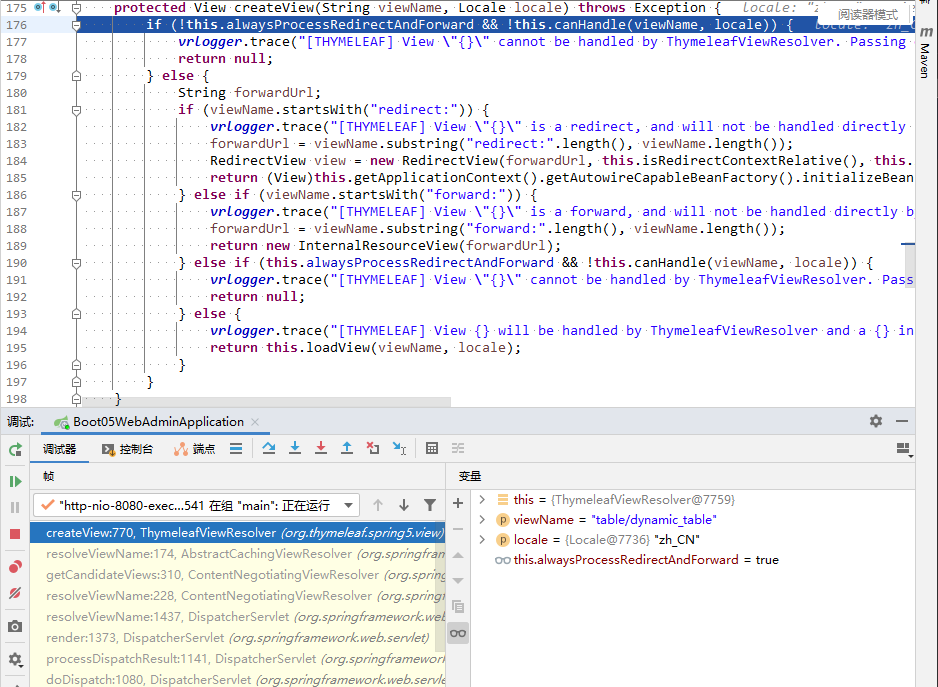 175 protected View createView(String viewName, Locale locale) throws Exception { locale: "z
阅读器模式
176 if (!this.alwaysProcessRedirectAndForward && !this.canHandle(viewName, locale)) {
177 vrlogger.trace("[THYMELEAF] View \"{}\" cannot be handled by ThymeleafViewResolver. Passing
178 return null;
179 } else {
180 String forwardUrl;
181 if (viewName.startsWith("redirect:")) {
182 vrlogger.trace("[THYMELEAF] View \"{}\" is a redirect, and will not be handled directly
183 forwardUrl = viewName.substring("redirect:".length(), viewName.length());
184 RedirectView view = new RedirectView(forwardUrl, this.isRedirectContextRelative(), this.
185 return (View)this.getApplicationContext().getAutowireCapableBeanFactory().initializeBean
186 } else if (viewName.startsWith("forward:")) {
187 vrlogger.trace("[THYMELEAF] View \"{}\" is a forward, and will not be handled directly b
188 forwardUrl = viewName.substring("forward:".length(), viewName.length());
189 return new InternalResourceView(forwardUrl);
190 } else if (this.alwaysProcessRedirectAndForward && !this.canHandle(viewName, locale)) {
191 vrlogger.trace("[THYMELEAF] View \"{}\" cannot be handled by ThymeleafViewResolver. Pass
192 return null;
193 } else {
194 vrlogger.trace("[THYMELEAF] View {} will be handled by ThymeleafViewResolver and a {} in
195 return this.loadView(viewName, locale);
196 }
197 }
198 }
m Maven
调试: Boot05WebAdminApplication
调试器 控制台 端点
帧
变量
"http-nio-8080-exec...541 在组 "main": 正在运行
createView:770, ThymeleafViewResolver (org.thymeleaf.spring5.view)
resolveViewName:174, AbstractCachingViewResolver (org.springfram
getCandidateViews:310, ContentNegotiatingViewResolver (org.spring
resolveViewName:228, ContentNegotiatingViewResolver (org.springf
resolveViewName:1437, DispatcherServlet (org.springframework.web
render:1373, DispatcherServlet (org.springframework.web.servlet)
processDispatchResult:1141, DispatcherServlet (org.springframework
doDispatch:1080, DispatcherServlet (org.springframework.web.servle
this = {ThymeleafViewResolver@7759}
p viewName = "table/dynamic_table"
p locale = {Locale@7736} "zh_CN"
this.alwaysProcessRedirectAndForward = true